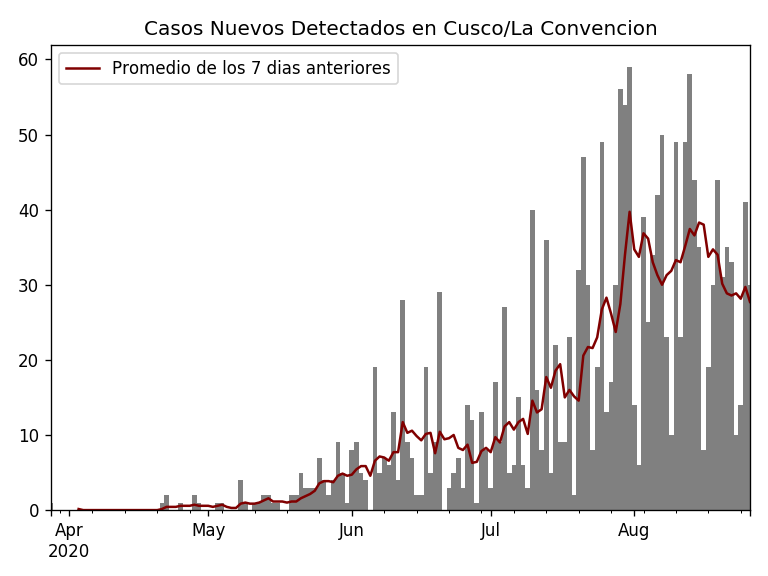 Casos Nuevos Detectados en Cusco/La Convencion
Promedio de los 7 dias anteriores
60
50
40
30
20
10
0
Apr
2020
May
Jun
Jul
Aug